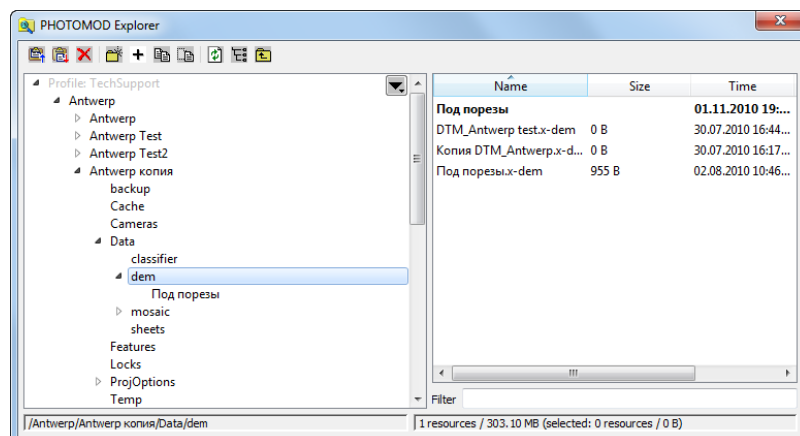 PHOTOMOD Explorer
Profile: TechSupport
Antwerp
Antwerp
Antwerp Test
Antwerp Test2
Antwerp копия
backup
Cache
Cameras
Data
classifier
dem
Под порезы
mosaic
sheets
Features
Locks
ProjOptions
Temp
Name Size Time
Под порезы 01.11.2010 19:...
DTM_Antwerp test.x-dem 0 B 30.07.2010 16:44...
Копия DTM_Antwerp.x-d... 0 B 30.07.2010 16:17...
Под порезы.x-dem 955 B 02.08.2010 10:46...
Filter
/Antwerp/Antwerp копия/Data/dem
1 resources / 303.10 MB (selected: 0 resources / 0 B)